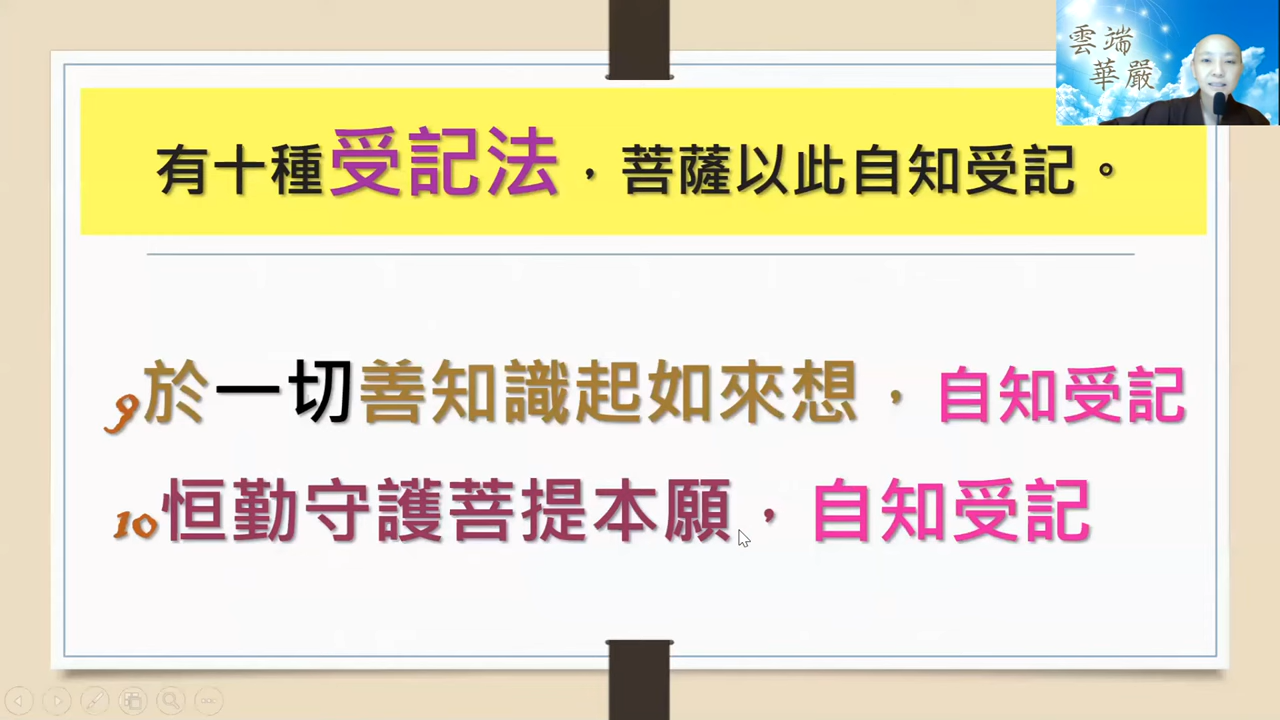 雲端
華嚴
有十種受記法，菩薩以此自知受記。
9於一切善知識起如來想，自知受記
10恒勤守護菩提本願，自知受記